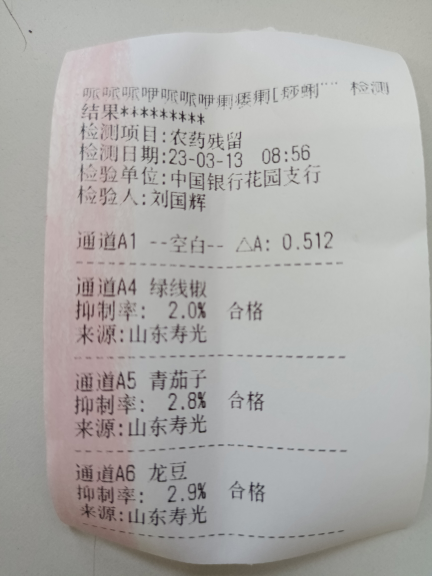 检测
结果*********
检测项目:农药残留
检测日期:23-03-13 08:56
检验单位:中国银行花园支行
检验人:刘国辉
通道A1 --空白-- △A: 0.512
通道A4 绿线椒
抑制率: 2.0% 合格
来源:山东寿光
通道A5 青茄子
抑制率: 2.8% 合格
来源:山东寿光
通道A6 龙豆
抑制率: 2.9% 合格
来源:山东寿光